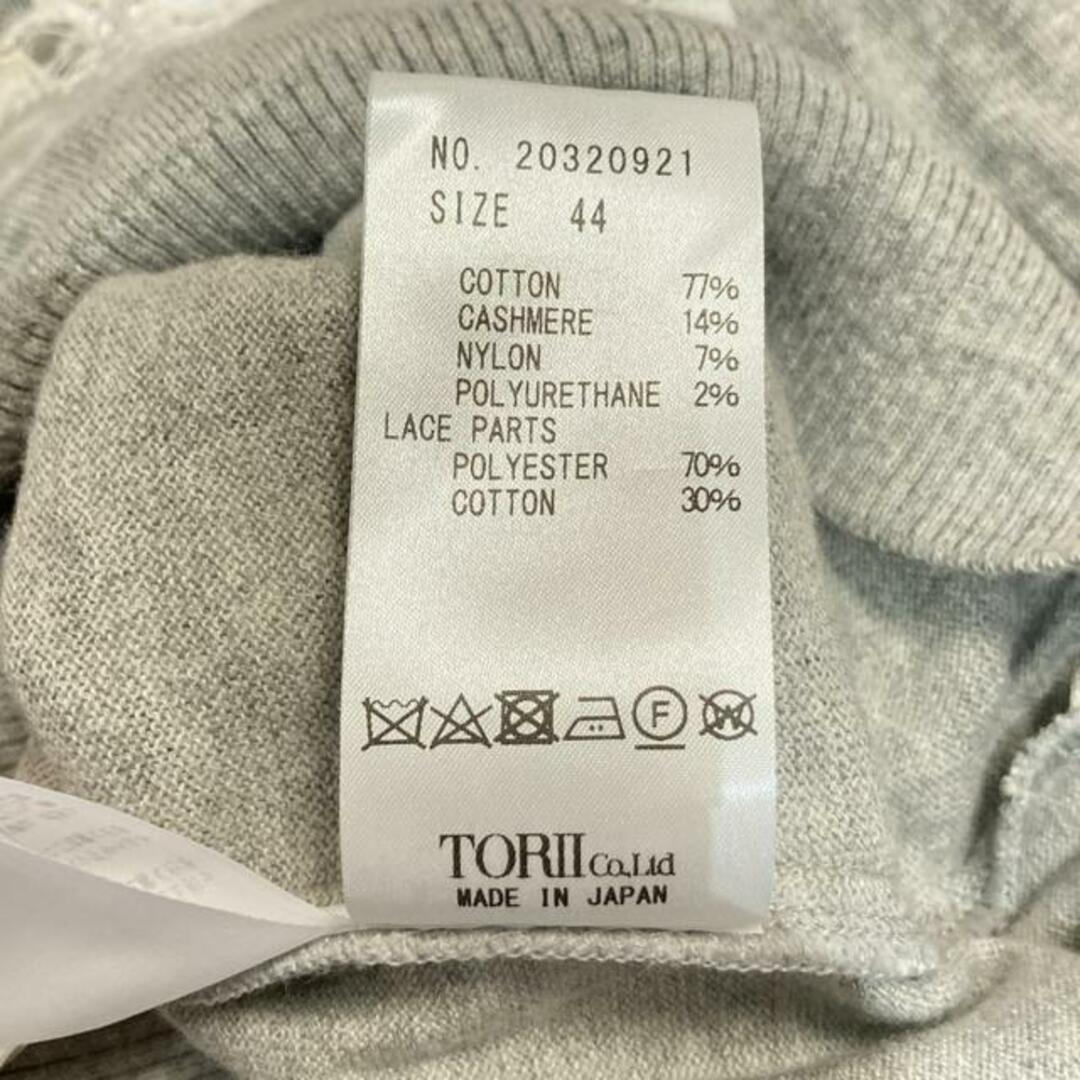 NO. 20320921
SIZE 44
COTTON 77%
CASHMERE 14%
NYLON 7%
POLYURETHANE 2%
LACE PARTS
POLYESTER 70%
COTTON 30%
F W
TORII Co.,Ltd
MADE IN JAPAN